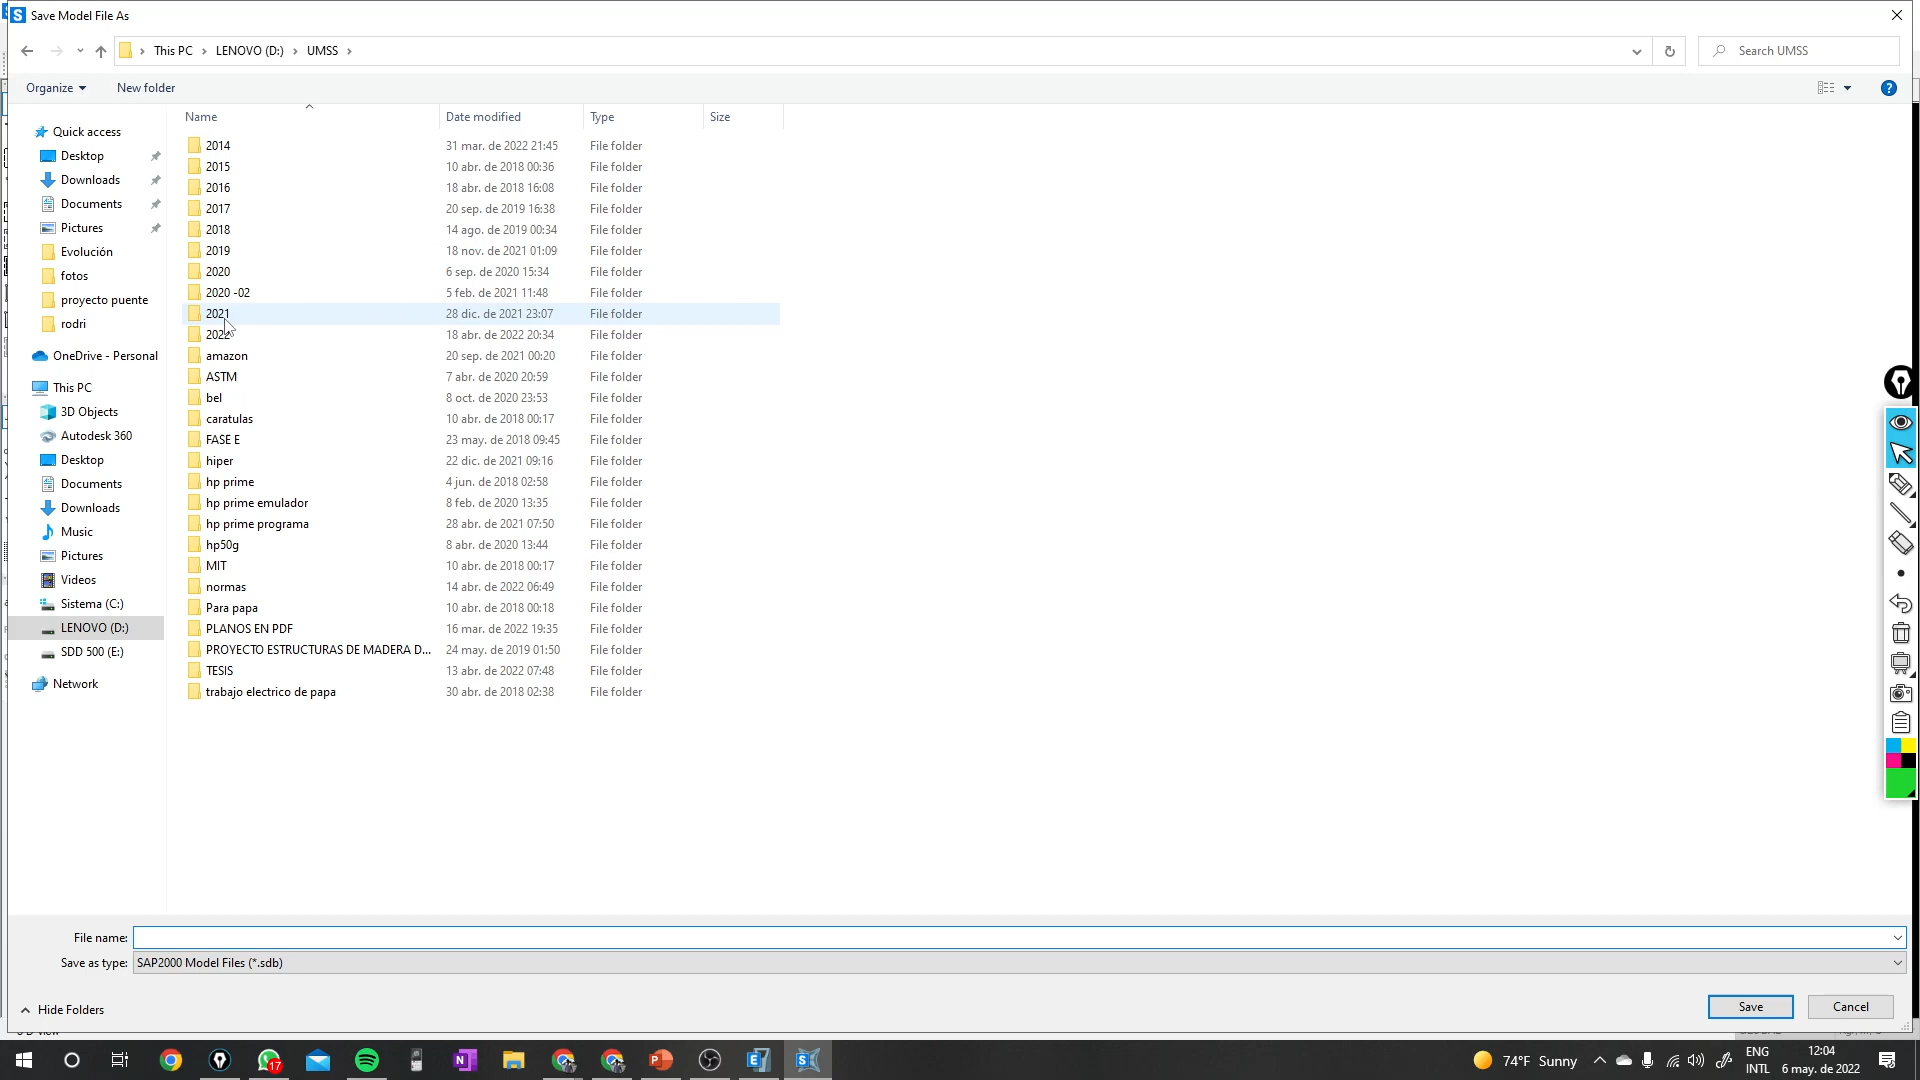 Save Model File As
This PC > LENOVO (D:) > UMSS >
Search UMSS
Organize
New folder
Name
Date modified
Type
Size
Quick access
Desktop
Downloads
Documents
Pictures
Evolución
fotos
proyecto puente
rodri
OneDrive - Personal
This PC
3D Objects
Autodesk 360
Desktop
Documents
Downloads
Music
Pictures
Videos
Sistema (C:)
LENOVO (D:)
SDD 500 (E:)
Network
2014 31 mar. de 2022 21:45 File folder
2015 10 abr. de 2018 00:36 File folder
2016 18 abr. de 2018 16:08 File folder
2017 20 sep. de 2019 16:38 File folder
2018 14 ago. de 2019 00:34 File folder
2019 18 nov. de 2021 01:09 File folder
2020 6 sep. de 2020 15:34 File folder
2020 -02 5 feb. de 2021 11:48 File folder
2021 28 dic. de 2021 23:07 File folder
2022 18 abr. de 2022 20:34 File folder
amazon 20 sep. de 2021 00:20 File folder
ASTM 7 abr. de 2020 20:59 File folder
bel 8 oct. de 2020 23:53 File folder
caratulas 10 abr. de 2018 00:17 File folder
FASE E 23 may. de 2018 09:45 File folder
hiper 22 dic. de 2021 09:16 File folder
hp prime 4 jun. de 2018 02:58 File folder
hp prime emulador 8 feb. de 2020 13:35 File folder
hp prime programa 28 abr. de 2021 07:50 File folder
hp50g 8 abr. de 2020 13:44 File folder
MIT 10 abr. de 2018 00:17 File folder
normas 14 abr. de 2022 06:49 File folder
Para papa 10 abr. de 2018 00:18 File folder
PLANOS EN PDF 16 mar. de 2022 19:35 File folder
PROYECTO ESTRUCTURAS DE MADERA D... 24 may. de 2019 01:50 File folder
TESIS 13 abr. de 2022 07:48 File folder
trabajo electrico de papa 30 abr. de 2018 02:38 File folder
File name:
Save as type: SAP2000 Model Files (*.sdb)
Hide Folders
Save
Cancel
17
74°F Sunny
ENG
INTL
12:04
6 may. de 2022